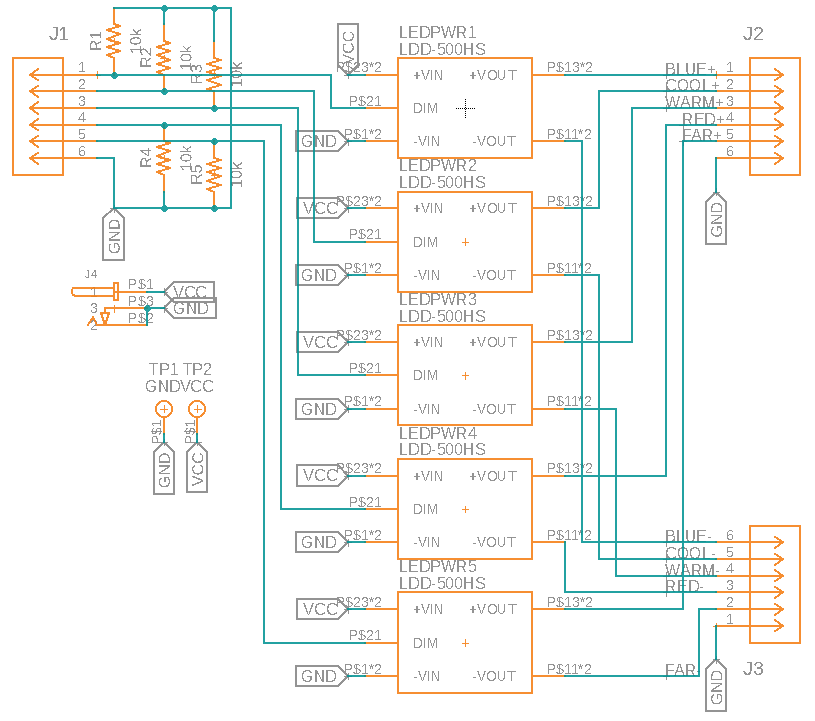 J1
1
2
3
4
5
6
R1
10k
R2
10k
R3
10k
R4
10k
R5
10k
GND
J4
1
3
2
P$1
P$3
P$2
VCC
GND
TP1 TP2
GND VCC
P$1 P$1
GND VCC
LEDPWR1
LDD-500HS
VCC P$23*2 +VIN +VOUT P$13*2
P$21 DIM
GND P$1*2 -VIN -VOUT P$11*2
LEDPWR2
LDD-500HS
VCC P$23*2 +VIN +VOUT P$13*2
P$21 DIM
GND P$1*2 -VIN -VOUT P$11*2
LEDPWR3
LDD-500HS
VCC P$23*2 +VIN +VOUT P$13*2
P$21 DIM
GND P$1*2 -VIN -VOUT P$11*2
LEDPWR4
LDD-500HS
VCC P$23*2 +VIN +VOUT P$13*2
P$21 DIM
GND P$1*2 -VIN -VOUT P$11*2
LEDPWR5
LDD-500HS
VCC P$23*2 +VIN +VOUT P$13*2
P$21 DIM
GND P$1*2 -VIN -VOUT P$11*2
J2
BLUE+ 1
COOL+ 2
WARM+ 3
RED+ 4
FAR+ 5
6
GND
BLUE- 6
COOL- 5
WARM- 4
RED- 3
2
1
FAR-
GND
J3